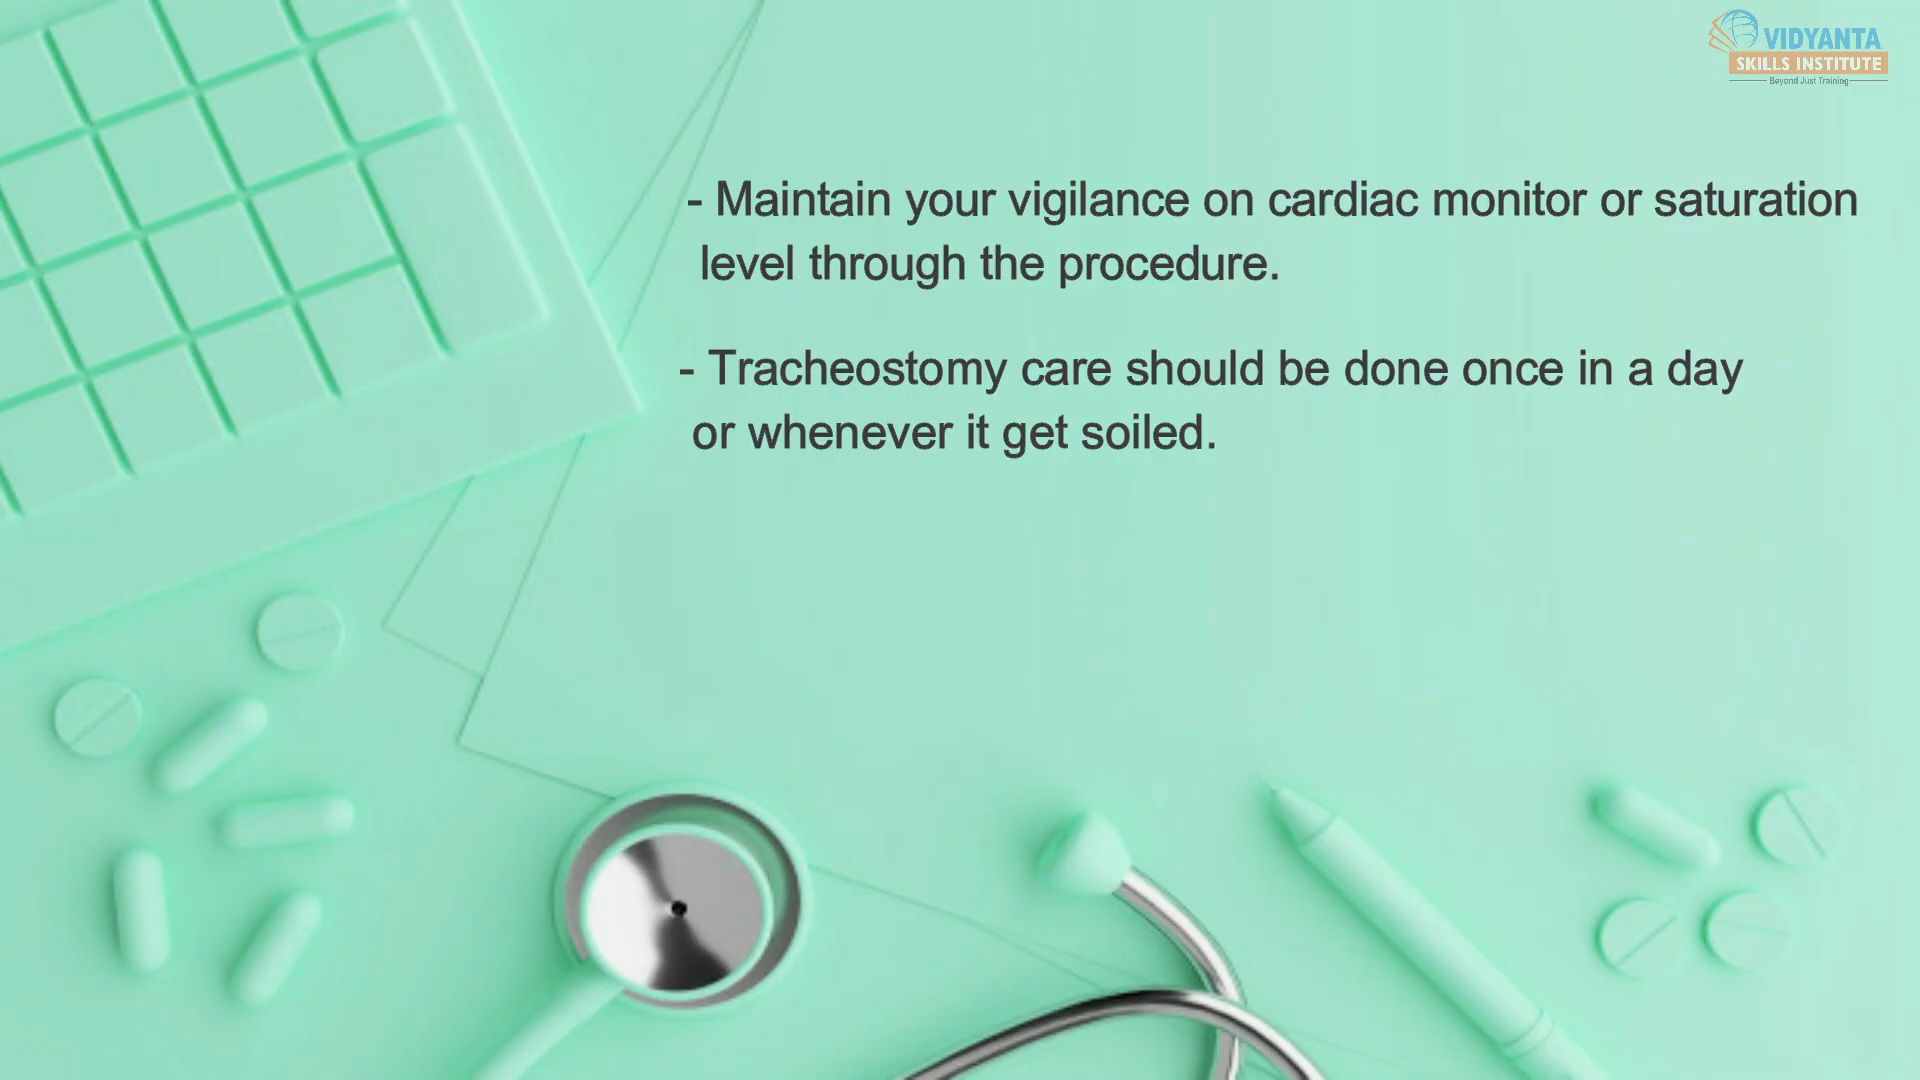 VIDYANTA
SKILLS INSTITUTE
Beyond Just Training
- Maintain your vigilance on cardiac monitor or saturation
level through the procedure.
- Tracheostomy care should be done once in a day
or whenever it get soiled.